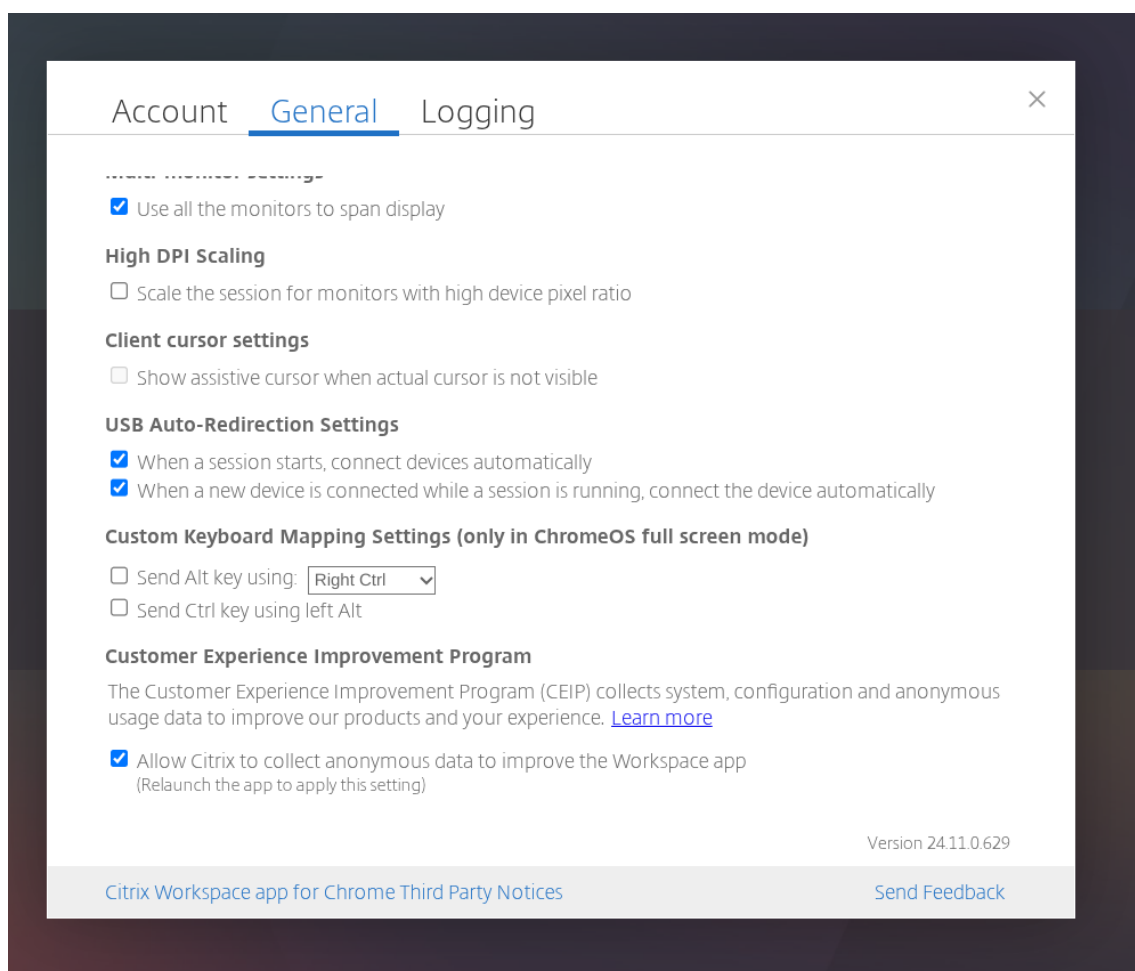 Account General Logging
Multi-monitor settings
Use all the monitors to span display
High DPI Scaling
Scale the session for monitors with high device pixel ratio
Client cursor settings
Show assistive cursor when actual cursor is not visible
USB Auto-Redirection Settings
When a session starts, connect devices automatically
When a new device is connected while a session is running, connect the device automatically
Custom Keyboard Mapping Settings (only in ChromeOS full screen mode)
Send Alt key using: Right Ctrl
Send Ctrl key using left Alt
Customer Experience Improvement Program
The Customer Experience Improvement Program (CEIP) collects system, configuration and anonymous
usage data to improve our products and your experience. Learn more
Allow Citrix to collect anonymous data to improve the Workspace app
(Relaunch the app to apply this setting)
Version 24.11.0.629
Citrix Workspace app for Chrome Third Party Notices Send Feedback